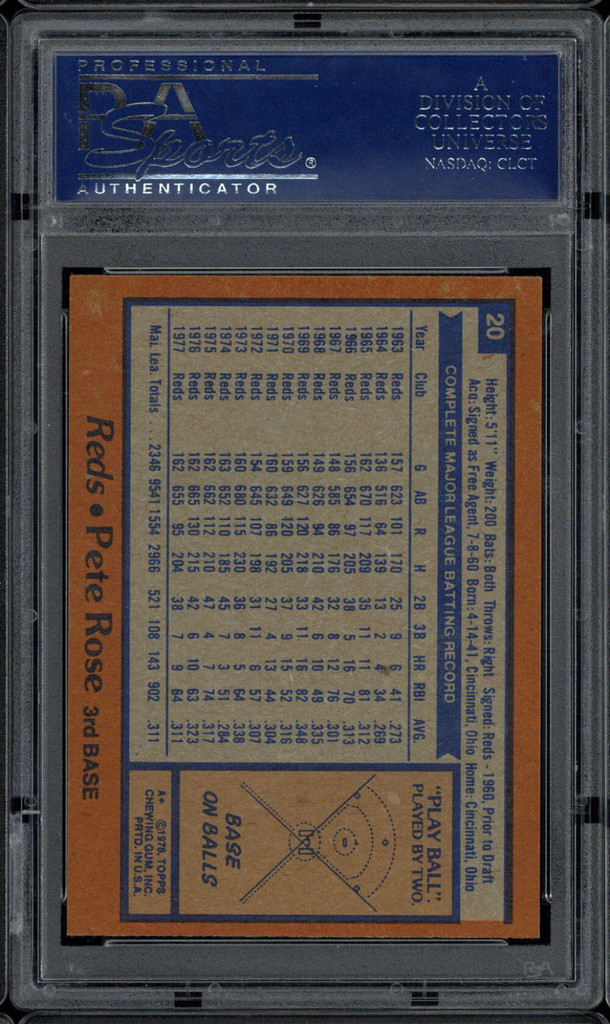 PROFESSIONAL
PSA
Sports®
AUTHENTICATOR
A
DIVISION OF
COLLECTORS
UNIVERSE
NASDAQ: CLCT
20
Height: 5'11" Weight: 200 Bats: Both Throws: Right Signed: Reds - 1960, Prior to Draft
Acq: Signed as Free Agent, 7-8-60 Born: 4-14-41, Cincinnati, Ohio Home: Cincinnati, Ohio
COMPLETE MAJOR LEAGUE BATTING RECORD
Year Club G AB R H 2B 3B HR RBI AVG.
1963 Reds 157 623 101 170 25 9 6 41 .273
1964 Reds 136 516 64 139 13 2 4 34 .269
1965 Reds 162 670 117 209 35 11 11 81 .312
1966 Reds 156 654 97 205 38 5 16 70 .313
1967 Reds 148 585 86 176 32 8 12 76 .301
1968 Reds 149 626 94 210 42 6 10 49 .335
1969 Reds 156 627 120 218 33 11 16 82 .348
1970 Reds 159 649 120 205 37 9 15 52 .316
1971 Reds 160 632 86 192 27 4 13 44 .304
1972 Reds 154 645 107 198 31 11 6 57 .307
1973 Reds 160 680 115 230 36 8 5 64 .338
1974 Reds 163 652 110 185 45 7 3 51 .284
1975 Reds 162 662 112 210 47 4 7 74 .317
1976 Reds 162 665 130 215 42 6 10 63 .323
1977 Reds 162 655 95 204 38 7 9 64 .311
Maj. Lea. Totals . . 2346 9541 1554 2966 521 108 143 902 .311
"PLAY BALL".
PLAYED BY TWO.
BASE
ON BALLS
A* ©1978, TOPPS
CHEWING GUM, INC.
PRTD. IN U.S.A.
Reds • Pete Rose 3rd BASE
PSA